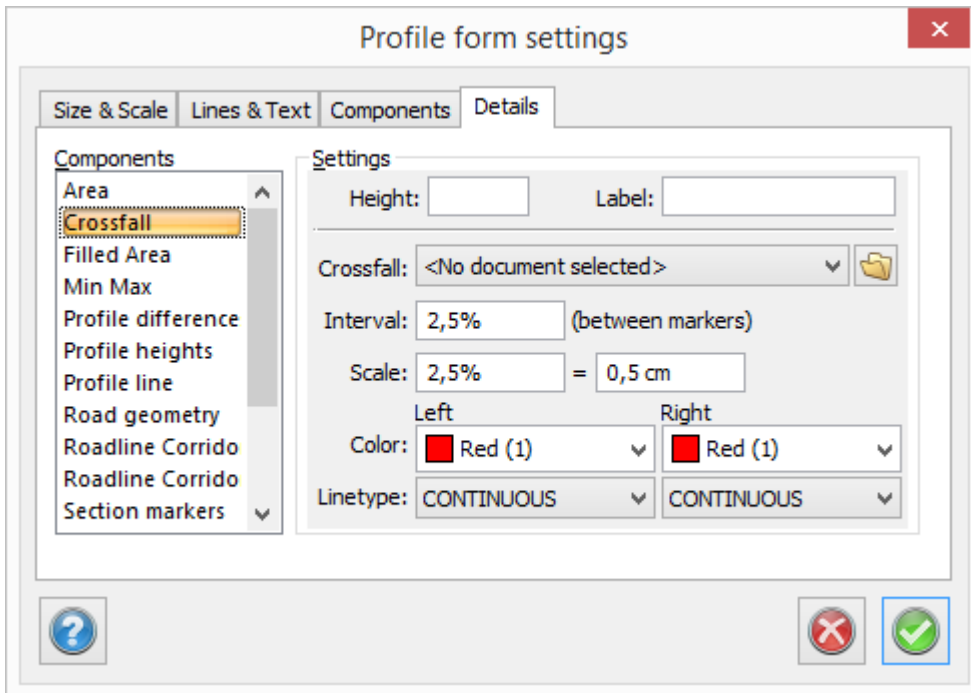 Profile form settings
Size & Scale Lines & Text Components Details
Components
Area
Crossfall
Filled Area
Min Max
Profile difference
Profile heights
Profile line
Road geometry
Roadline Corrido
Roadline Corrido
Section markers
Settings
Height: Label:
Crossfall: <No document selected>
Interval: 2,5% (between markers)
Scale: 2,5% = 0,5 cm
Left Right
Color: Red (1) Red (1)
Linetype: CONTINUOUS CONTINUOUS